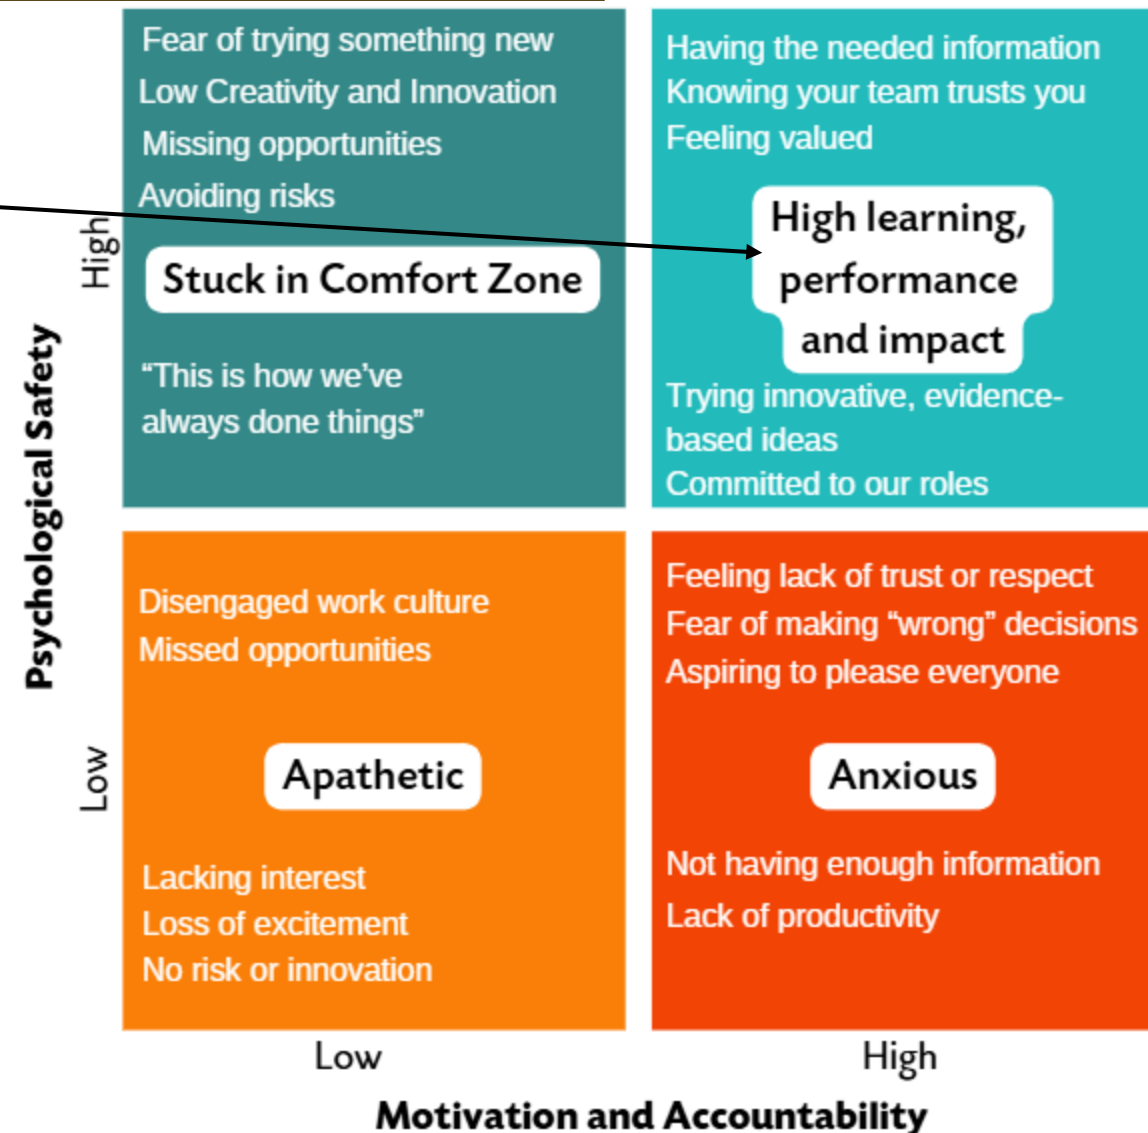 Fear of trying something new
Low Creativity and Innovation
Missing opportunities
Avoiding risks
Stuck in Comfort Zone
“This is how we’ve
always done things”
Having the needed information
Knowing your team trusts you
Feeling valued
High learning,
performance
and impact
Trying innovative, evidence-
based ideas
Committed to our roles
High
Psychological Safety
Low
Disengaged work culture
Missed opportunities
Apathetic
Lacking interest
Loss of excitement
No risk or innovation
Feeling lack of trust or respect
Fear of making “wrong” decisions
Aspiring to please everyone
Anxious
Not having enough information
Lack of productivity
Low
High
Motivation and Accountability